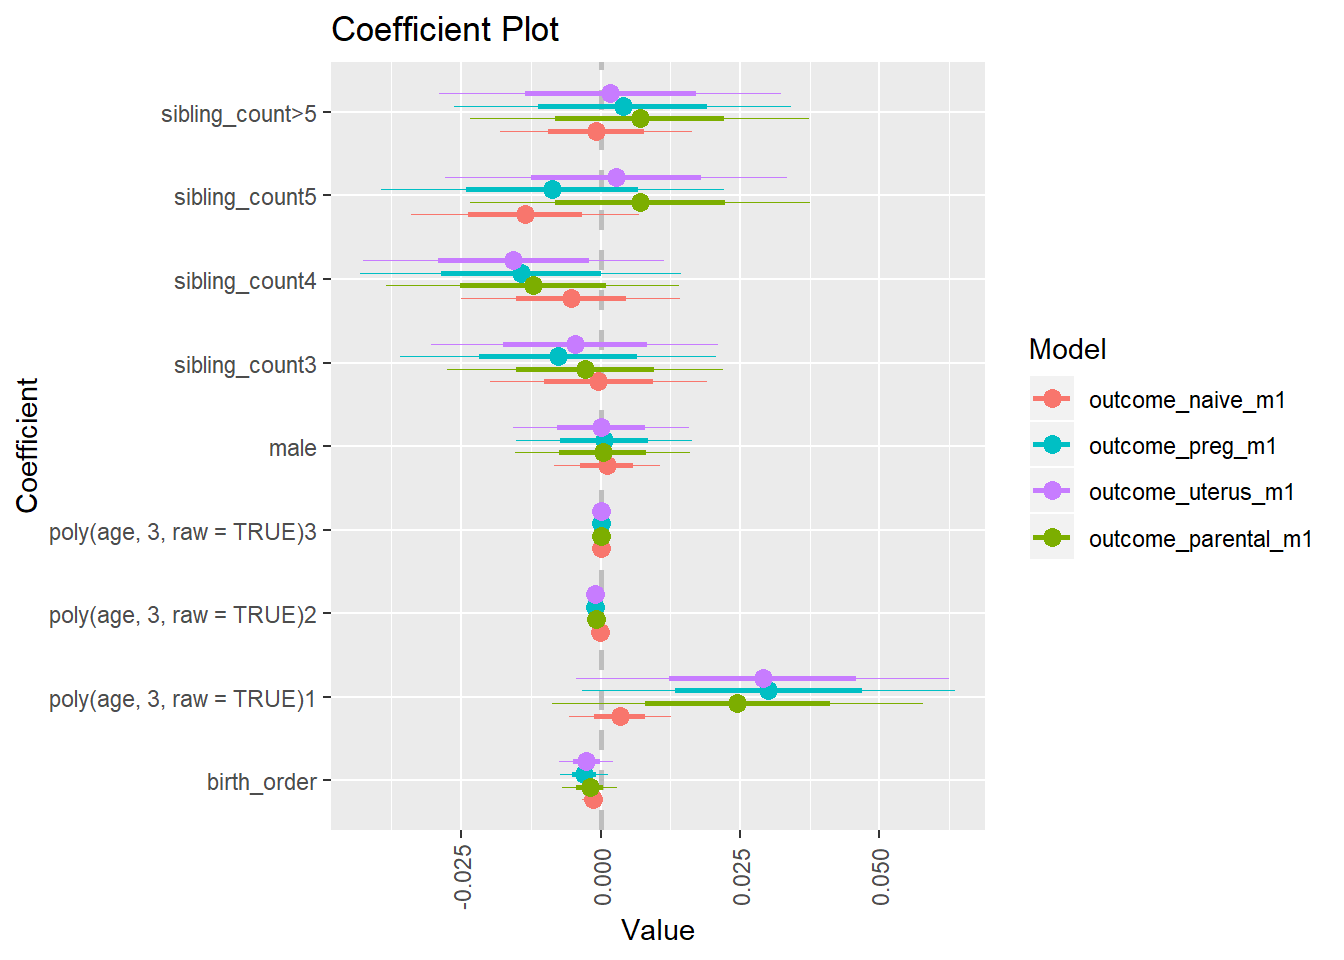 Coefficient Plot
sibling_count>5
sibling_count5
sibling_count4
sibling_count3
male
poly(age, 3, raw = TRUE)3
poly(age, 3, raw = TRUE)2
poly(age, 3, raw = TRUE)1
birth_order
Coefficient
-0.025
0.000
0.025
0.050
Value
Model
outcome_naive_m1
outcome_preg_m1
outcome_uterus_m1
outcome_parental_m1